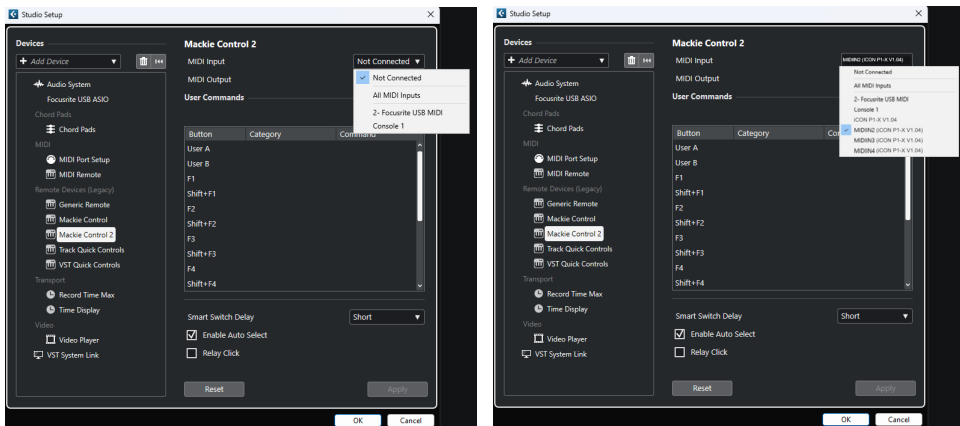 Studio Setup
Devices
+ Add Device
Audio System
Focusrite USB ASIO
Chord Pads
Chord Pads
MIDI
MIDI Port Setup
MIDI Remote
Remote Devices (Legacy)
Generic Remote
Mackie Control
Mackie Control 2
Track Quick Controls
VST Quick Controls
Transport
Record Time Max
Time Display
Video
Video Player
VST System Link
Mackie Control 2
MIDI Input
Not Connected
MIDI Output
Not Connected
All MIDI Inputs
2- Focusrite USB MIDI
Console 1
User Commands
Button Category Command
User A
User B
F1
Shift+F1
F2
Shift+F2
F3
Shift+F3
F4
Shift+F4
Smart Switch Delay
Short
Enable Auto Select
Relay Click
Reset
Apply
OK
Cancel
Studio Setup
Devices
+ Add Device
Audio System
Focusrite USB ASIO
Chord Pads
Chord Pads
MIDI
MIDI Port Setup
MIDI Remote
Remote Devices (Legacy)
Generic Remote
Mackie Control
Mackie Control 2
Track Quick Controls
VST Quick Controls
Transport
Record Time Max
Time Display
Video
Video Player
VST System Link
Mackie Control 2
MIDI Input
MIDIIN2 (ICON P1-X V1.04)
MIDI Output
Not Connected
All MIDI Inputs
2- Focusrite USB MIDI
Console 1
iCON P1-X V1.04
MIDIIN2 (ICON P1-X V1.04)
MIDIIN3 (ICON P1-X V1.04)
MIDIIN4 (ICON P1-X V1.04)
User Commands
Button Category Co
User A
User B
F1
Shift+F1
F2
Shift+F2
F3
Shift+F3
F4
Shift+F4
Smart Switch Delay
Short
Enable Auto Select
Relay Click
Reset
Apply
OK
Cancel